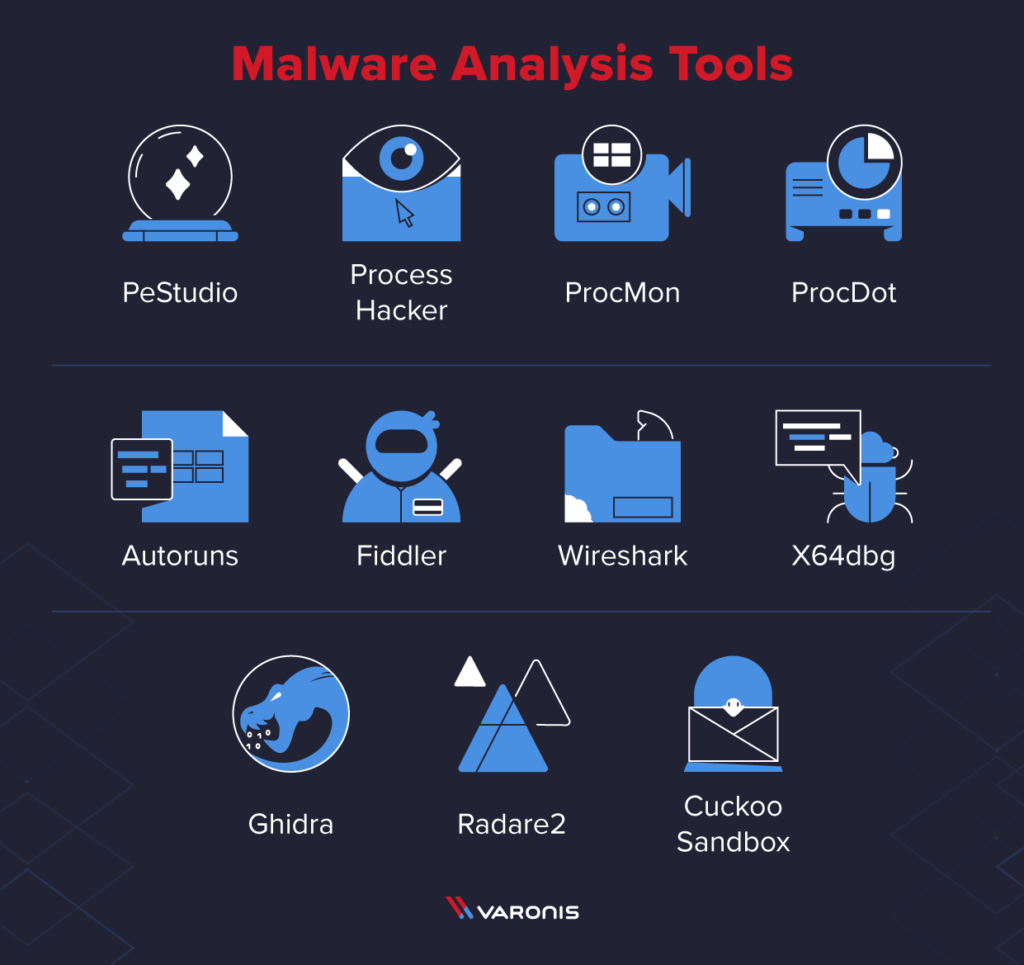 Malware Analysis Tools
PeStudio
Process
Hacker
ProcMon
ProcDot
Autoruns
Fiddler
Wireshark
X64dbg
Ghidra
Radare2
Cuckoo
Sandbox
VARONIS